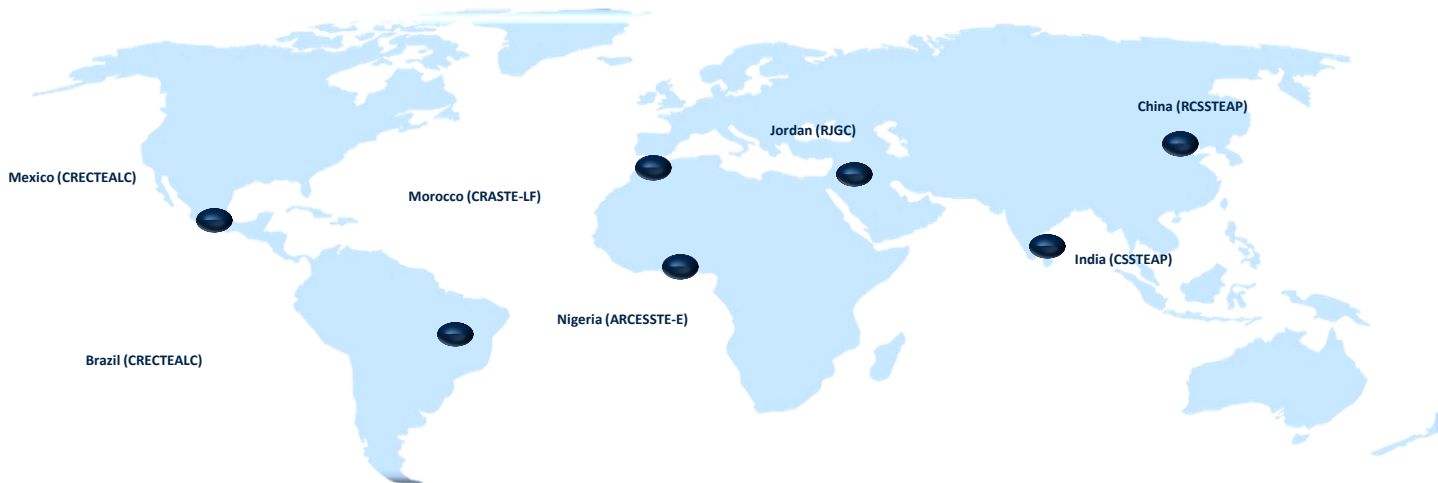 China (RCSSTEAP)
Jordan (RJGC)
Mexico (CRECTEALC)
Morocco (CRASTE-LF)
India (CSSTEAP)
Nigeria (ARCESSTE-E)
Brazil (CRECTEALC)